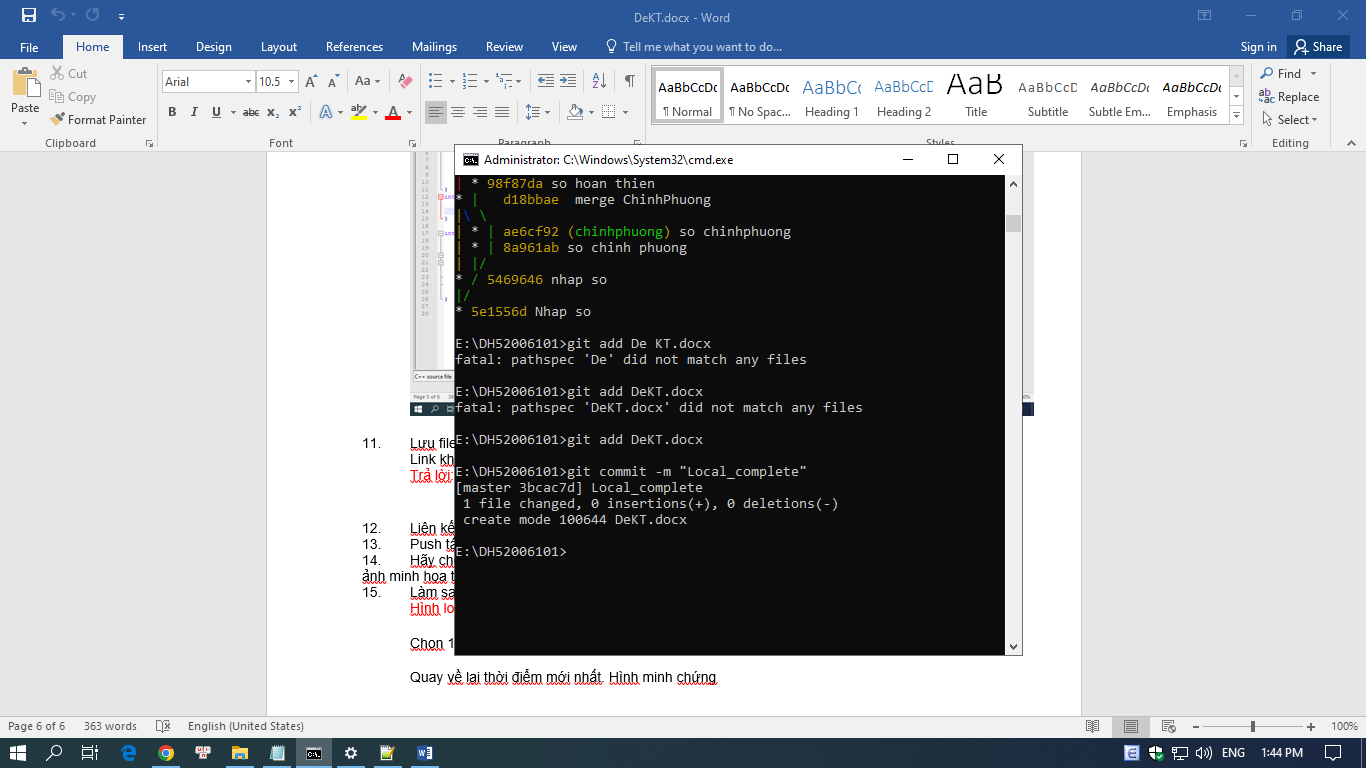 DeKT.docx - Word
File Home Insert Design Layout References Mailings Review View Tell me what you want to do... Sign in Share
Paste
Cut
Copy
Format Painter
Clipboard
Arial 10.5
Font
Paragraph
AaBbCcDc AaBbCcDc AaBbCc AaBbCcD AaB AaBbCcD AaBbCcDc AaBbCcDc
¶ Normal ¶ No Spac... Heading 1 Heading 2 Title Subtitle Subtle Em... Emphasis
Styles
Find
Replace
Select
Editing
Administrator: C:\Windows\System32\cmd.exe
| * 98f87da so hoan thien
* | d18bbae merge ChinhPhuong
|\ \
| * | ae6cf92 (chinhphuong) so chinhphuong
| * | 8a961ab so chinh phuong
| |/
* / 5469646 nhap so
|/
* 5e1556d Nhap so
E:\DH52006101>git add De KT.docx
fatal: pathspec 'De' did not match any files
E:\DH52006101>git add DeKT.docx
fatal: pathspec 'DeKT.docx' did not match any files
E:\DH52006101>git add DeKT.docx
E:\DH52006101>git commit -m "Local_complete"
[master 3bcac7d] Local_complete
1 file changed, 0 insertions(+), 0 deletions(-)
create mode 100644 DeKT.docx
E:\DH52006101>
11. Lưu file
Link kh
Trả lời:
12. Liên kế
13. Push tấ
14. Hãy ch
ảnh minh họa t
15. Làm sa
Hình lo
Chọn 1
Quay về lại thời điểm mới nhất. Hình minh chứng
Page 6 of 6 363 words English (United States) 100%
ENG 1:44 PM